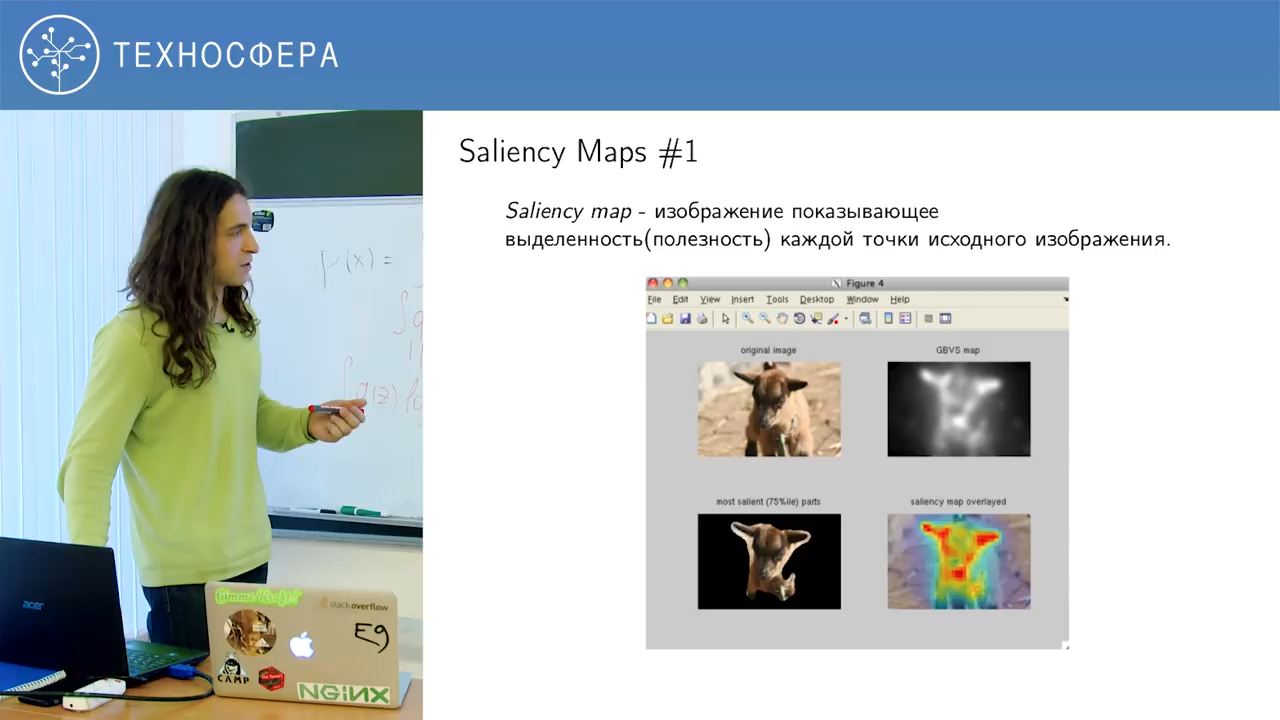 ТЕХНОСФЕРА
Saliency Maps #1
Saliency map - изображение показывающее
выделенность(полезность) каждой точки исходного изображения.
Figure 4
File Edit View Insert Tools Desktop Window Help
original image
GBVS map
most salient (75%ile) parts
saliency map overlayed
p(x) =
acer
stackoverflow
Eg
CAMP
NGINX